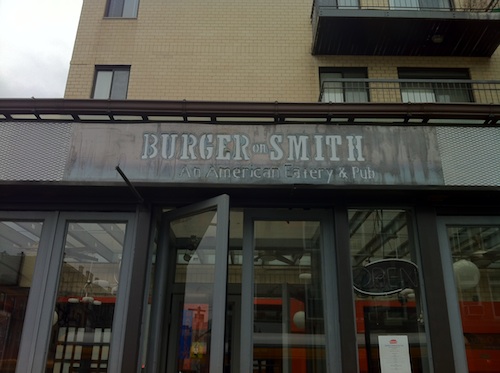 BURGER on SMITH
An American Eatery & Pub
OPEN